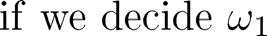 if we decide ω₁